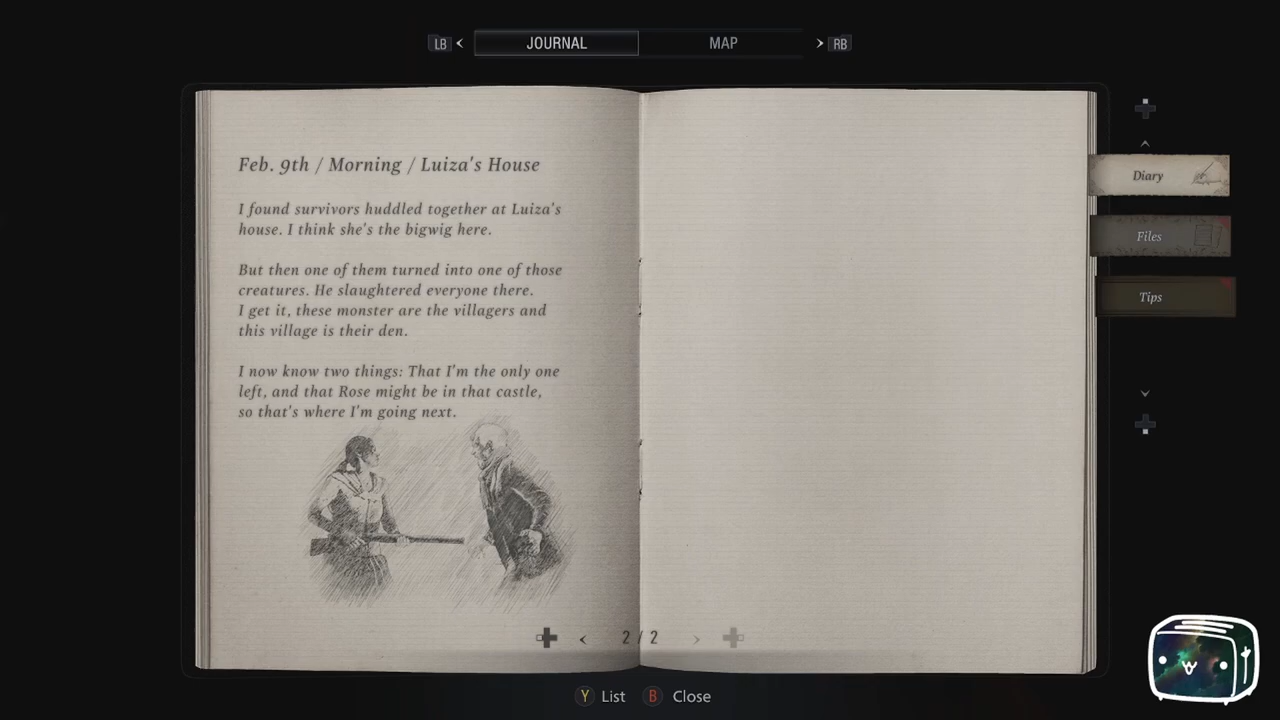 LB JOURNAL MAP RB
Feb. 9th / Morning / Luiza's House
I found survivors huddled together at Luiza's
house. I think she's the bigwig here.
But then one of them turned into one of those
creatures. He slaughtered everyone there.
I get it, these monster are the villagers and
this village is their den.
I now know two things: That I'm the only one
left, and that Rose might be in that castle,
so that's where I'm going next.
2 / 2
Diary
Files
Tips
Y List B Close